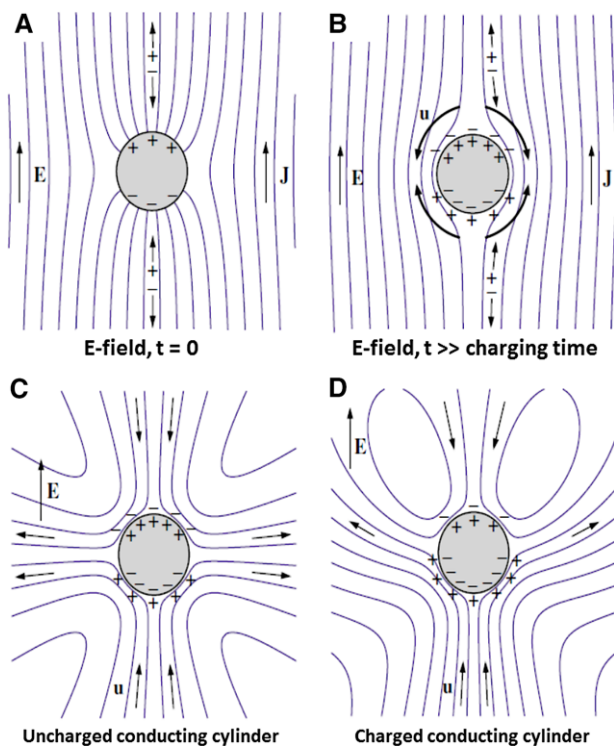 A
B
+
−
+
−
u
E
J
E
J
+ + +
− − −
− − −
+ + +
− − −
+ + +
+
−
+
−
E-field, t = 0
E-field, t >> charging time
C
D
E
E
− − −
+ + +
− − −
+ + +
− −
+ + +
− − −
+ + +
u
u
Uncharged conducting cylinder
Charged conducting cylinder